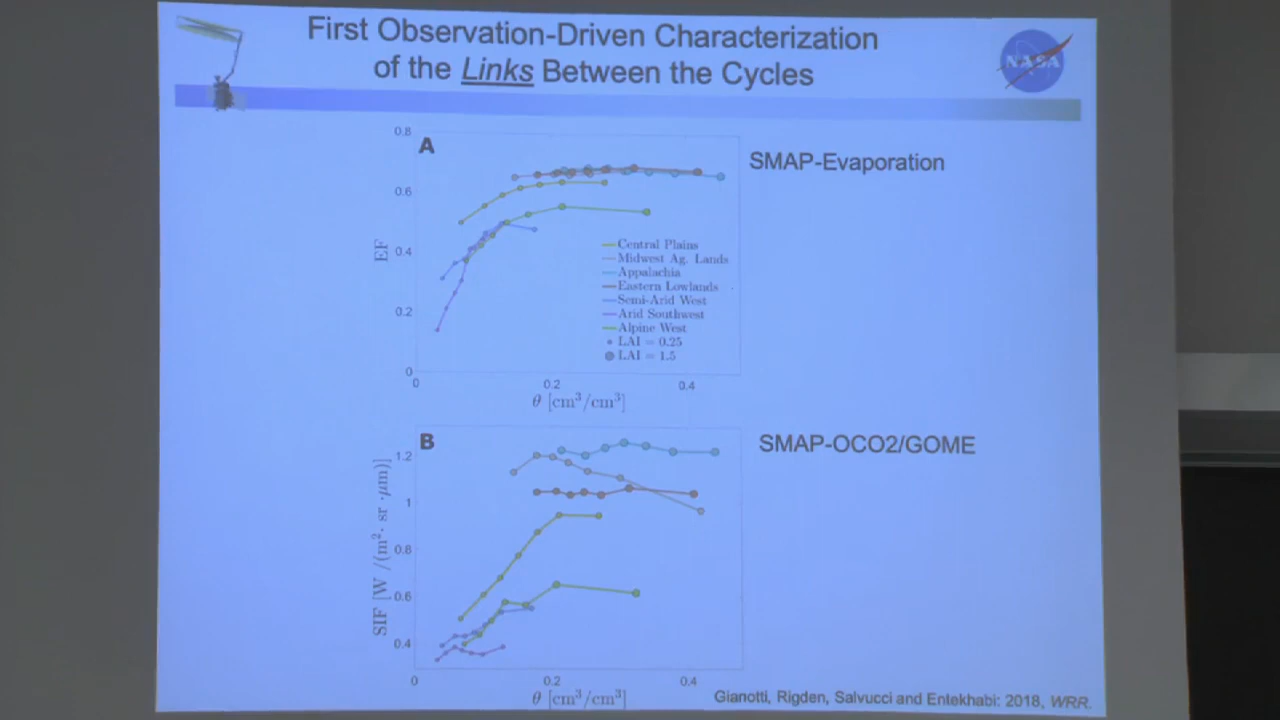 First Observation-Driven Characterization
of the Links Between the Cycles
NASA
A
SMAP-Evaporation
0.8
0.6
0.4
0.2
0
EF
Central Plains
Midwest Ag. Lands
Appalachia
Eastern Lowlands
Semi-Arid West
Arid Southwest
Alpine West
LAI = 0.25
LAI = 1.5
0
0.2
0.4
θ [cm³/cm³]
B
SMAP-OCO2/GOME
1.2
1
0.8
0.6
0.4
SIF [W /(m² · sr · μm)]
0
0.2
0.4
θ [cm³/cm³]
Gianotti, Rigden, Salvucci and Entekhabi: 2018, WRR.